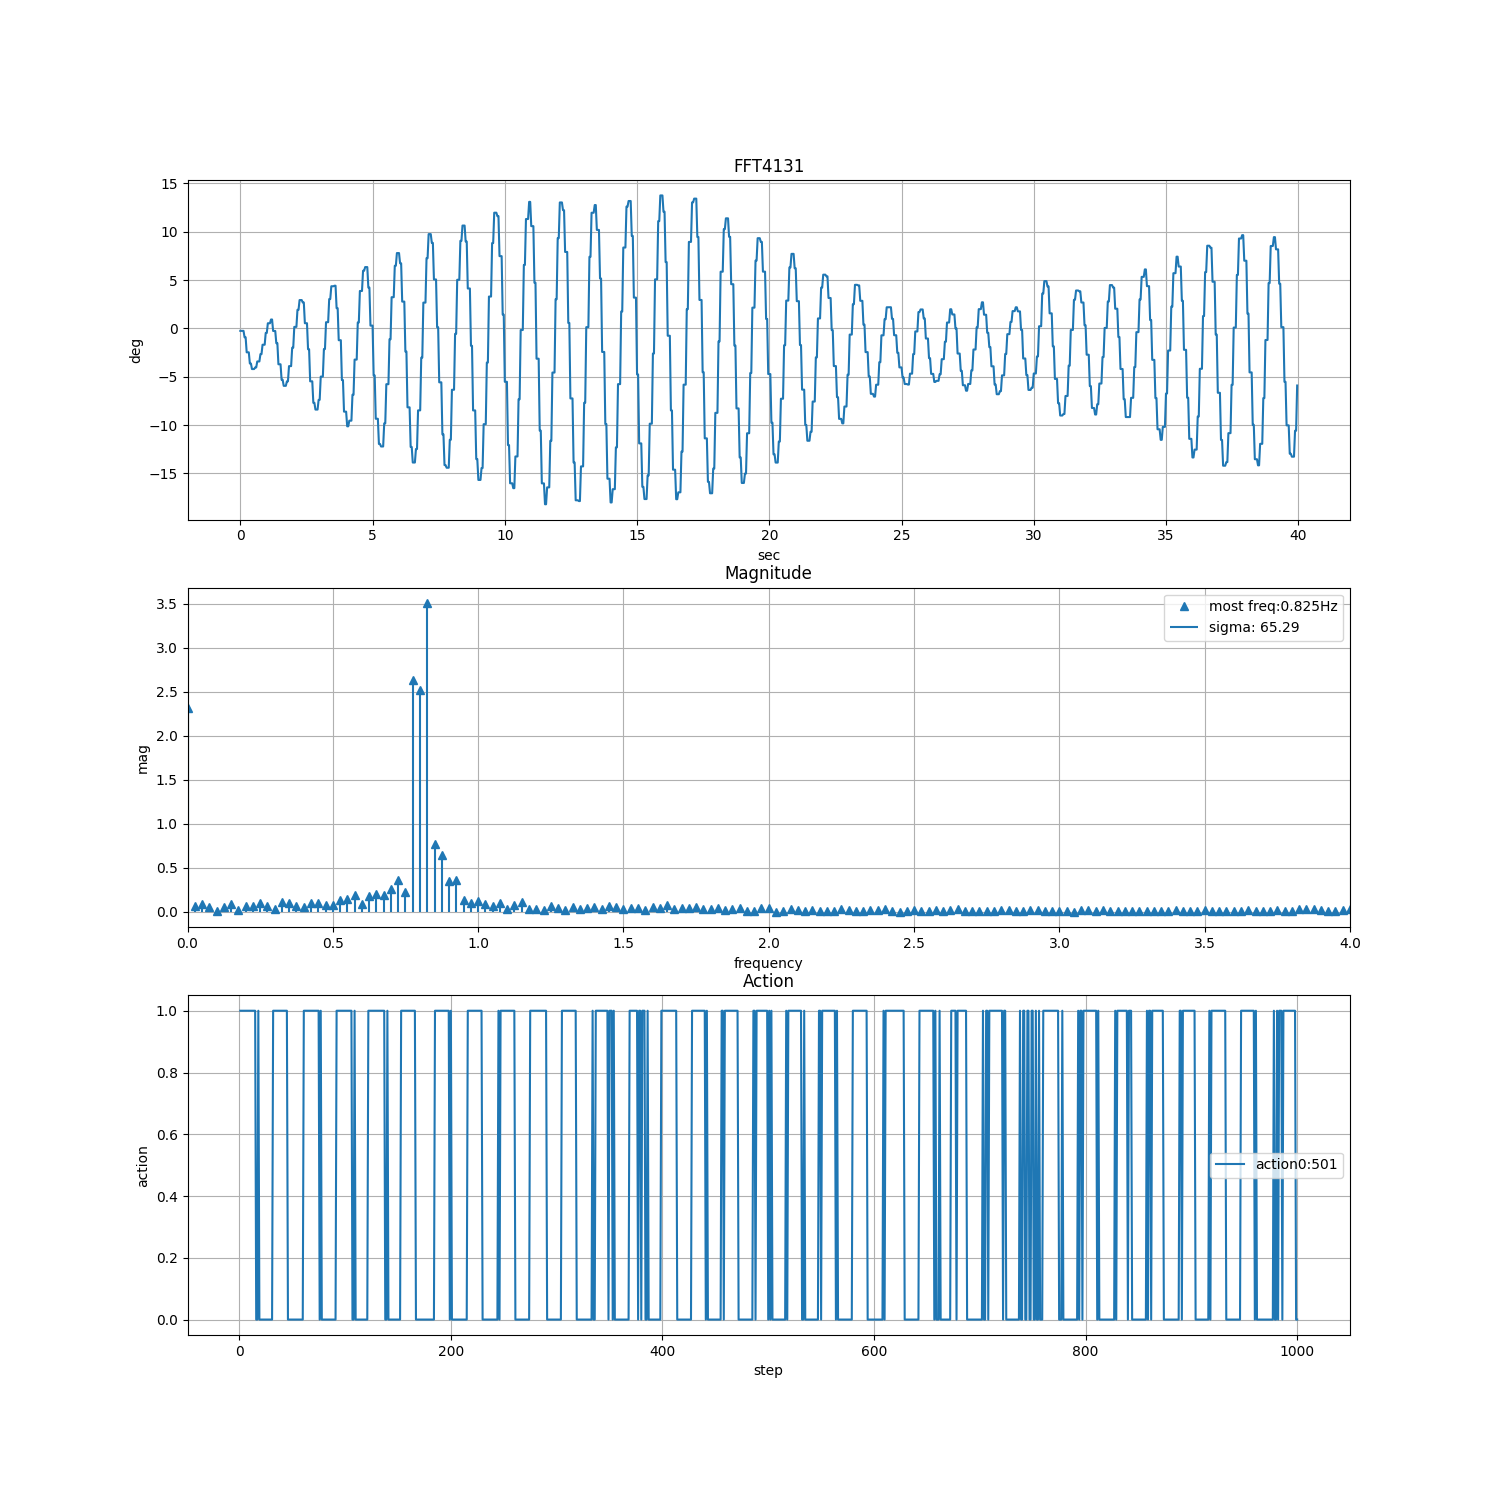 FFT4131
15
10
5
0
−5
−10
−15
deg
0 5 10 15 20 25 30 35 40
sec
Magnitude
3.5
3.0
2.5
2.0
1.5
1.0
0.5
0.0
mag
most freq:0.825Hz
sigma: 65.29
0.0 0.5 1.0 1.5 2.0 2.5 3.0 3.5 4.0
frequency
Action
1.0
0.8
0.6
0.4
0.2
0.0
action
action0:501
0 200 400 600 800 1000
step